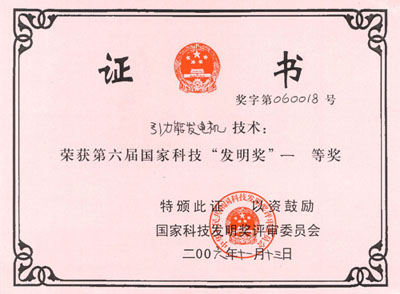 证 书
奖字第060018号
引力能发电机 技术：
荣获第六届国家科技“发明奖”一 等奖
特颁此证 以资鼓励
国家科技发明奖评审委员会
二00六年十一月十三日